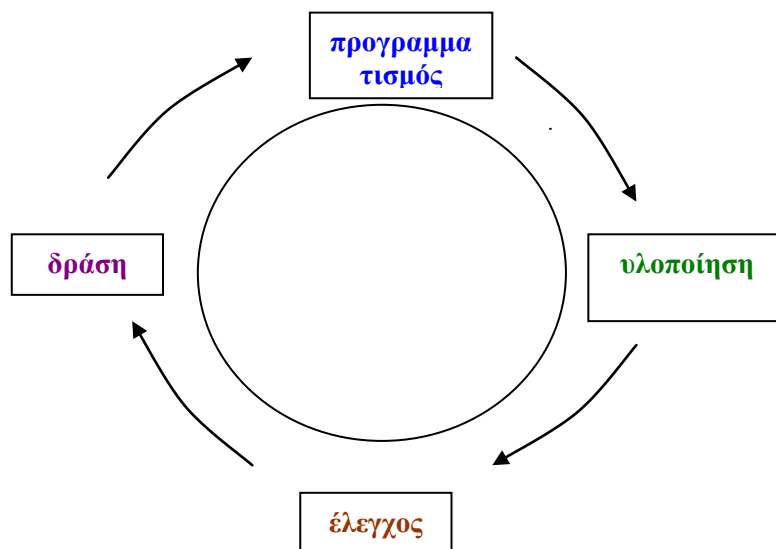 προγραμμα
τισμός
δράση
υλοποίηση
έλεγχος